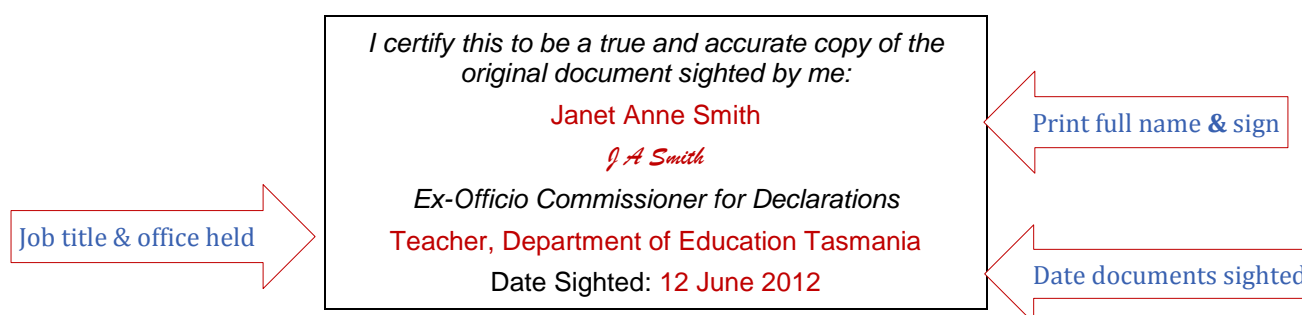 I certify this to be a true and accurate copy of the
original document sighted by me:
Janet Anne Smith
Print full name & sign
J A Smith
Ex-Officio Commissioner for Declarations
Job title & office held
Teacher, Department of Education Tasmania
Date Sighted: 12 June 2012
Date documents sighted